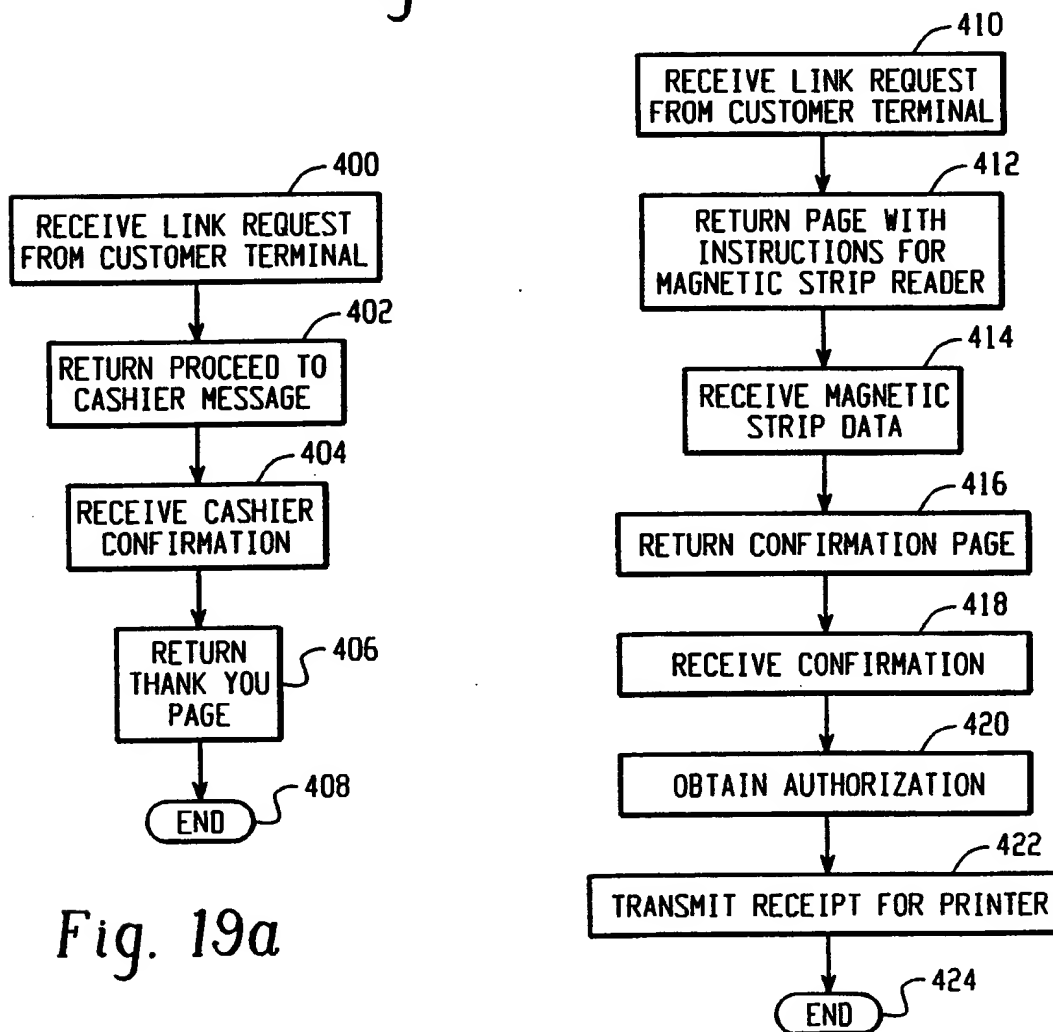 400
RECEIVE LINK REQUEST
FROM CUSTOMER TERMINAL
402
RETURN PROCEED TO
CASHIER MESSAGE
404
RECEIVE CASHIER
CONFIRMATION
RETURN
THANK YOU
PAGE
406
END
408
Fig. 19a
410
RECEIVE LINK REQUEST
FROM CUSTOMER TERMINAL
412
RETURN PAGE WITH
INSTRUCTIONS FOR
MAGNETIC STRIP READER
414
RECEIVE MAGNETIC
STRIP DATA
416
RETURN CONFIRMATION PAGE
418
RECEIVE CONFIRMATION
420
OBTAIN AUTHORIZATION
422
TRANSMIT RECEIPT FOR PRINTER
END
424